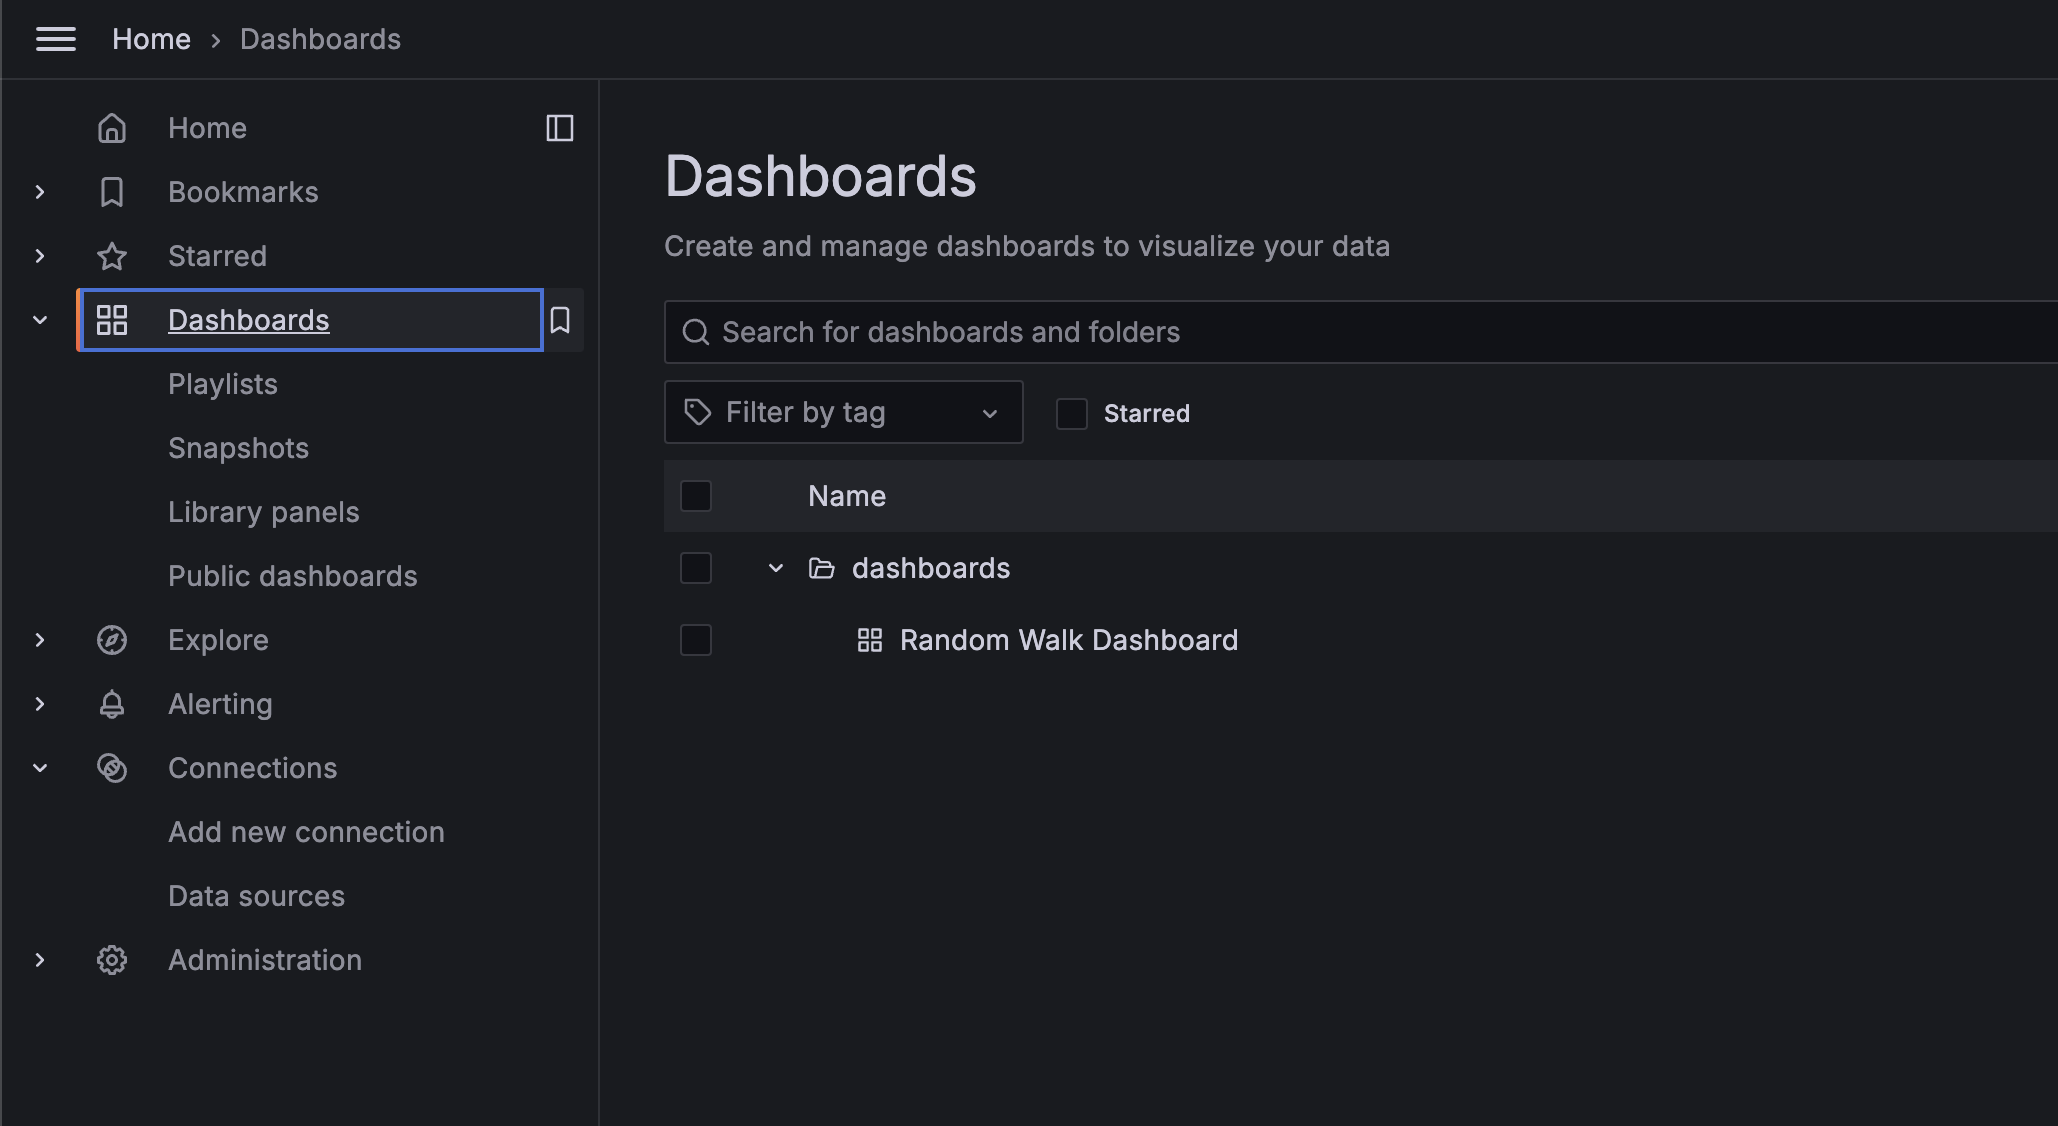 Home › Dashboards
Home
Bookmarks
Starred
Dashboards
Playlists
Snapshots
Library panels
Public dashboards
Explore
Alerting
Connections
Add new connection
Data sources
Administration
Dashboards
Create and manage dashboards to visualize your data
Search for dashboards and folders
Filter by tag
Starred
Name
dashboards
Random Walk Dashboard